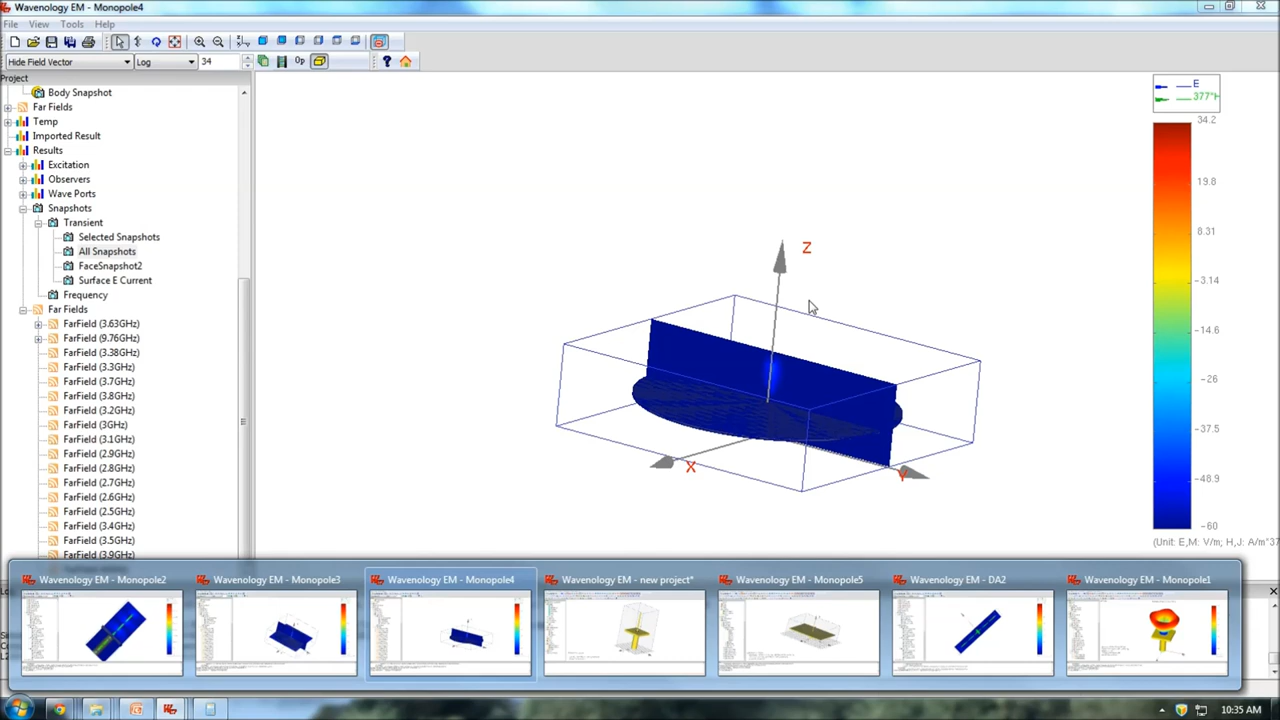 Wavenology EM - Monopole4
File View Tools Help
Hide Field Vector Log 34 Op
Project
Body Snapshot
Far Fields
Temp
Imported Result
Results
Excitation
Observers
Wave Ports
Snapshots
Transient
Selected Snapshots
All Snapshots
FaceSnapshot2
Surface E Current
Frequency
Far Fields
FarField (3.63GHz)
FarField (9.76GHz)
FarField (3.38GHz)
FarField (3.3GHz)
FarField (3.7GHz)
FarField (3.8GHz)
FarField (3.2GHz)
FarField (3GHz)
FarField (3.1GHz)
FarField (2.9GHz)
FarField (2.8GHz)
FarField (2.7GHz)
FarField (2.6GHz)
FarField (2.5GHz)
FarField (3.4GHz)
FarField (3.5GHz)
FarField (3.9GHz)
Z
X
Y
E
377*H
34.2
19.8
8.31
-3.14
-14.6
-26
-37.5
-48.9
-60
(Unit: E,M: V/m; H,J: A/m*37
Wavenology EM - Monopole2
Wavenology EM - Monopole3
Wavenology EM - Monopole4
Wavenology EM - new project*
Wavenology EM - Monopole5
Wavenology EM - DA2
Wavenology EM - Monopole1
10:35 AM